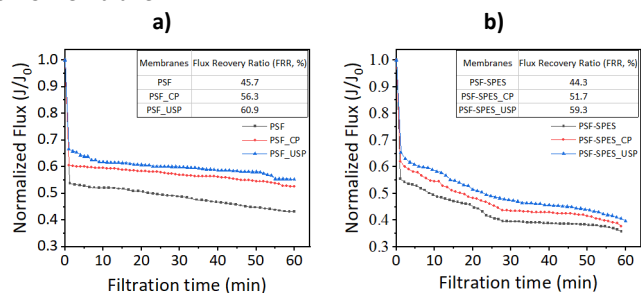 a)
Normalized Flux (J/J0)
1.0
0.9
0.8
0.7
0.6
0.5
0.4
0.3
Membranes Flux Recovery Ratio (FRR, %)
PSF 45.7
PSF_CP 56.3
PSF_USP 60.9
PSF
PSF_CP
PSF_USP
0 10 20 30 40 50 60
Filtration time (min)
b)
Normalized Flux (J/J0)
1.0
0.9
0.8
0.7
0.6
0.5
0.4
0.3
Membranes Flux Recovery Ratio (FRR, %)
PSF-SPES 44.3
PSF-SPES_CP 51.7
PSF-SPES_USP 59.3
PSF-SPES
PSF-SPES_CP
PSF-SPES_USP
0 10 20 30 40 50 60
Filtration time (min)